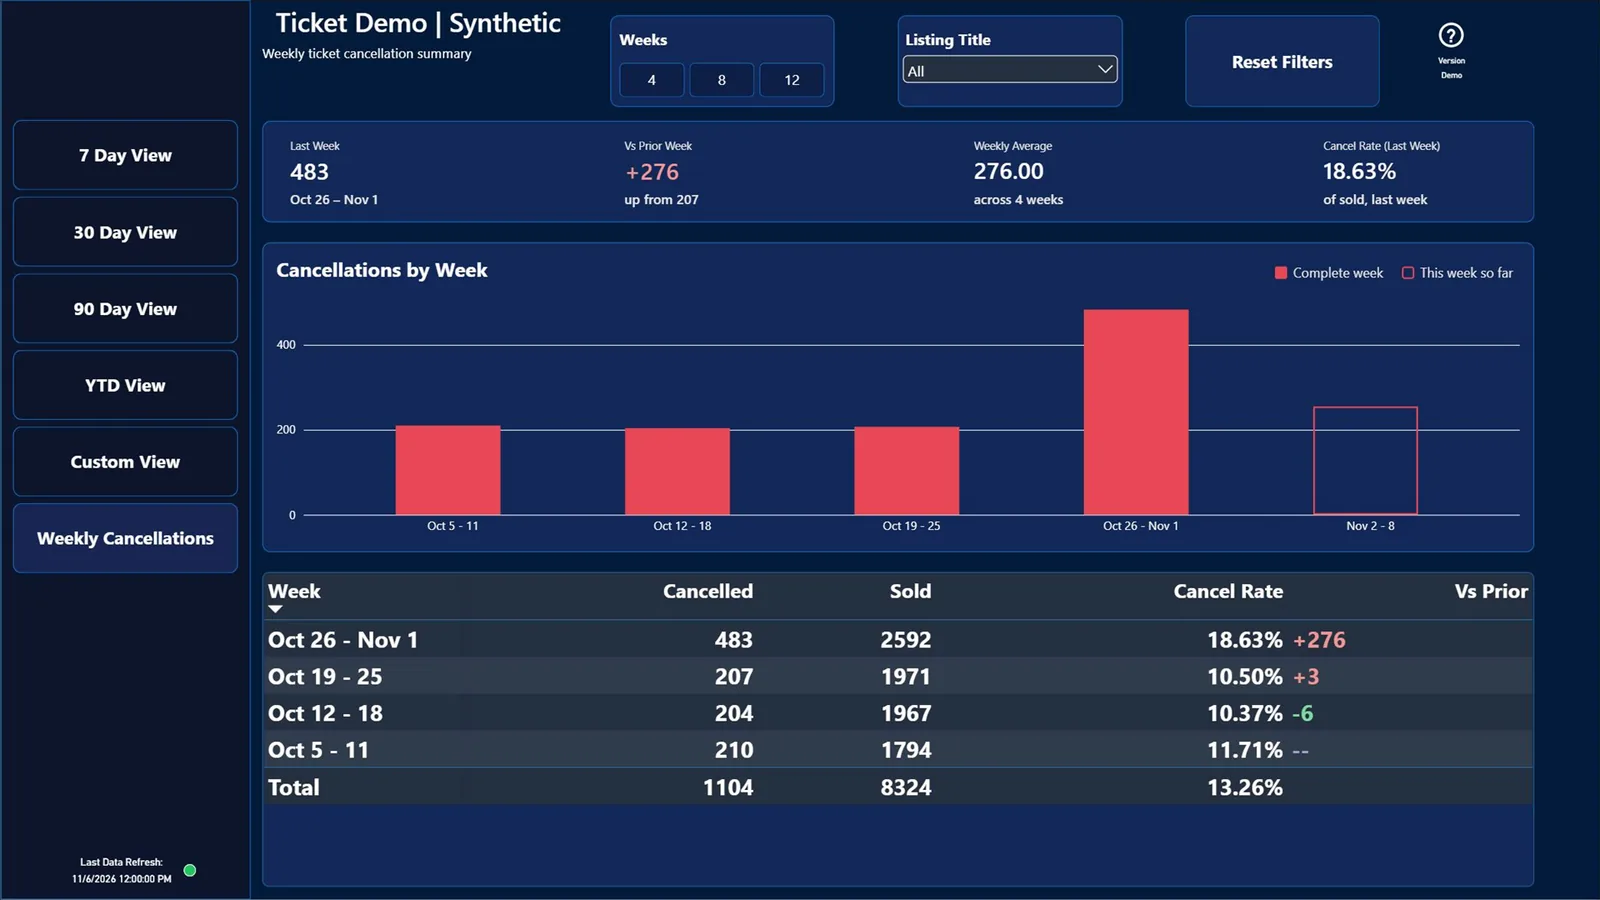 Ticket Demo | Synthetic
Weekly ticket cancellation summary
Weeks
4 8 12
Listing Title
All
Reset Filters
?
Version
Demo
7 Day View
30 Day View
90 Day View
YTD View
Custom View
Weekly Cancellations
Last Data Refresh:
11/6/2026 12:00:00 PM
Last Week
483
Oct 26 – Nov 1
Vs Prior Week
+276
up from 207
Weekly Average
276.00
across 4 weeks
Cancel Rate (Last Week)
18.63%
of sold, last week
Cancellations by Week
Complete week This week so far
400
200
0
Oct 5 - 11 Oct 12 - 18 Oct 19 - 25 Oct 26 - Nov 1 Nov 2 - 8
Week Cancelled Sold Cancel Rate Vs Prior
Oct 26 - Nov 1 483 2592 18.63% +276
Oct 19 - 25 207 1971 10.50% +3
Oct 12 - 18 204 1967 10.37% -6
Oct 5 - 11 210 1794 11.71% --
Total 1104 8324 13.26%